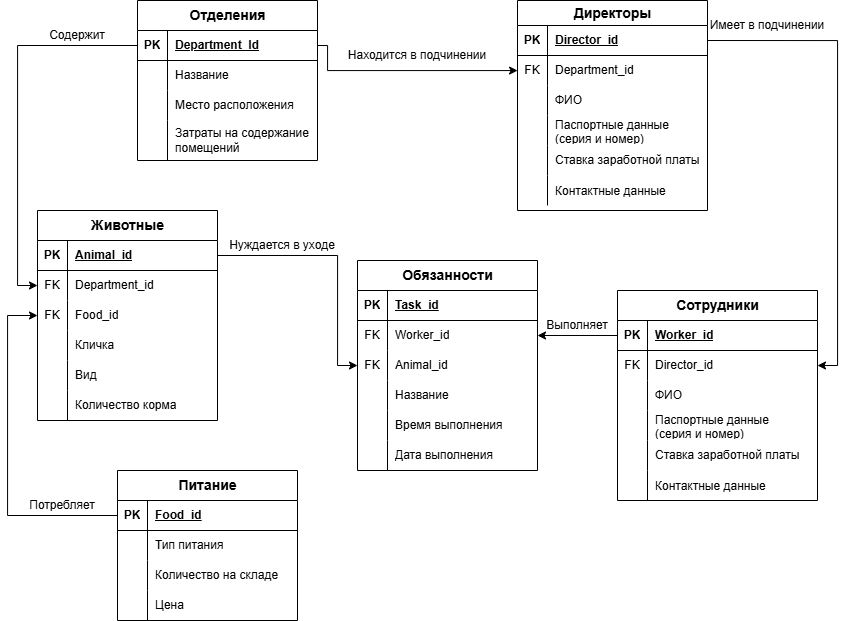 Отделения
PK Department_Id
Название
Место расположения
Затраты на содержание
помещений
Содержит
Находится в подчинении
Директоры
PK Director_id
FK Department_id
ФИО
Паспортные данные
(серия и номер)
Ставка заработной платы
Контактные данные
Имеет в подчинении
Животные
PK Animal_id
FK Department_id
FK Food_id
Кличка
Вид
Количество корма
Нуждается в уходе
Обязанности
PK Task_id
FK Worker_id
FK Animal_id
Название
Время выполнения
Дата выполнения
Выполняет
Сотрудники
PK Worker_id
FK Director_id
ФИО
Паспортные данные
(серия и номер)
Ставка заработной платы
Контактные данные
Потребляет
Питание
PK Food_id
Тип питания
Количество на складе
Цена